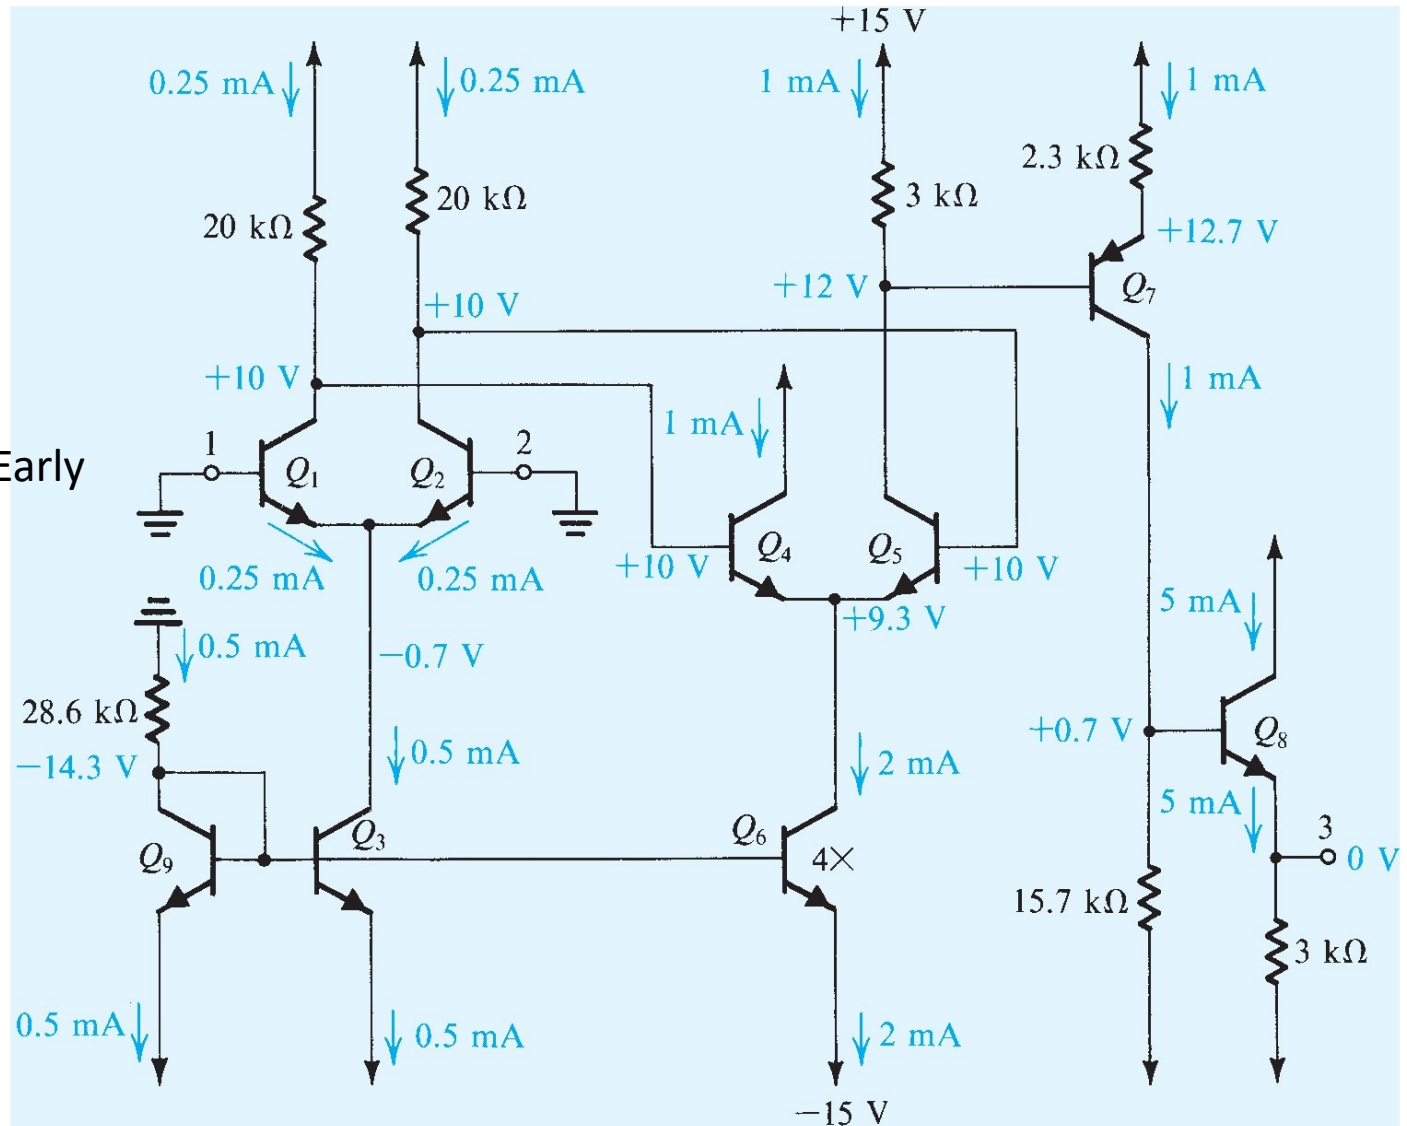 +15 V
0.25 mA
0.25 mA
1 mA
1 mA
2.3 kΩ
20 kΩ
20 kΩ
3 kΩ
+12.7 V
+12 V
Q7
+10 V
+10 V
1 mA
1 mA
1
2
Early
Q1
Q2
+10 V
Q4
Q5
+10 V
0.25 mA
0.25 mA
+9.3 V
5 mA
0.5 mA
−0.7 V
28.6 kΩ
+0.7 V
Q8
−14.3 V
0.5 mA
2 mA
5 mA
Q9
Q3
Q6
4×
3
0 V
15.7 kΩ
3 kΩ
0.5 mA
0.5 mA
2 mA
−15 V